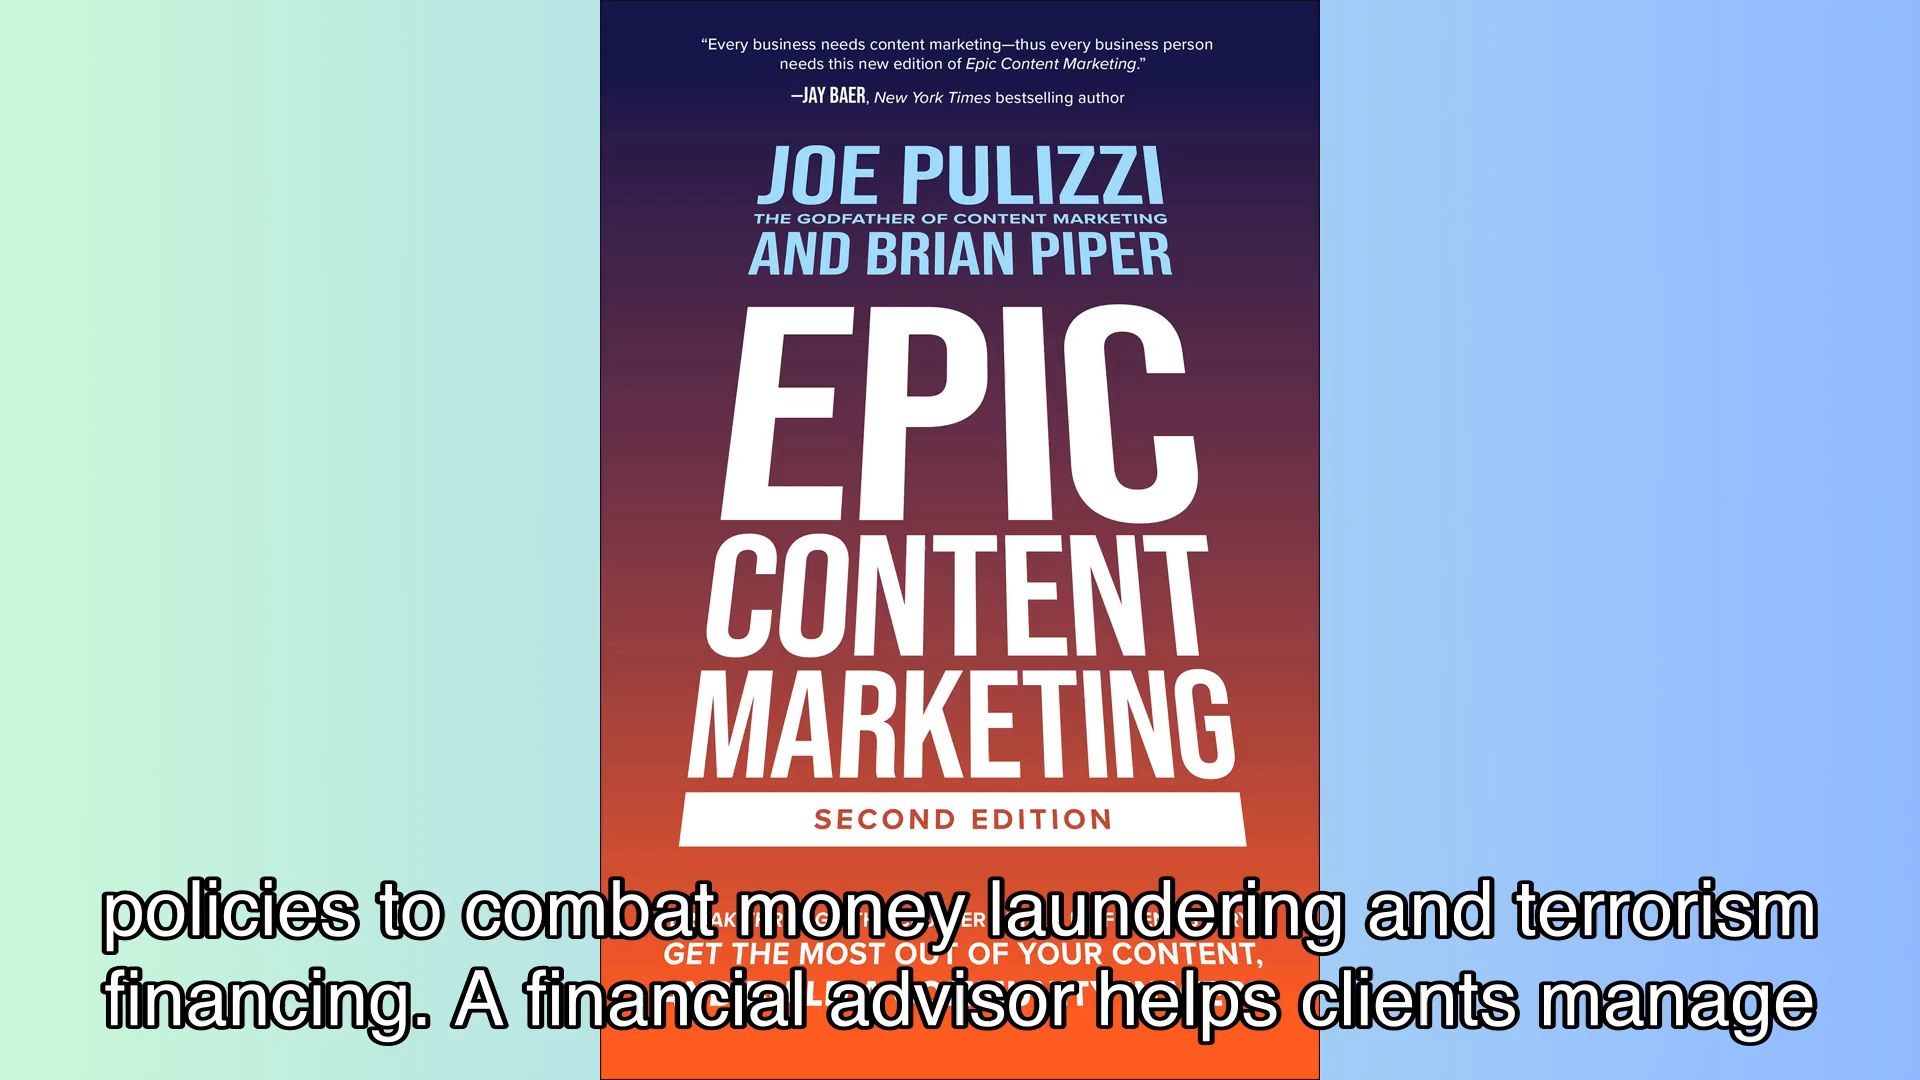 “Every business needs content marketing—thus every business person
needs this new edition of Epic Content Marketing.”
—JAY BAER, New York Times bestselling author
JOE PULIZZI
THE GODFATHER OF CONTENT MARKETING
AND BRIAN PIPER
EPIC
CONTENT
MARKETING
SECOND EDITION
policies to combat money laundering and terrorism
GET THE MOST OUT OF YOUR CONTENT,
financing. A financial advisor helps clients manage